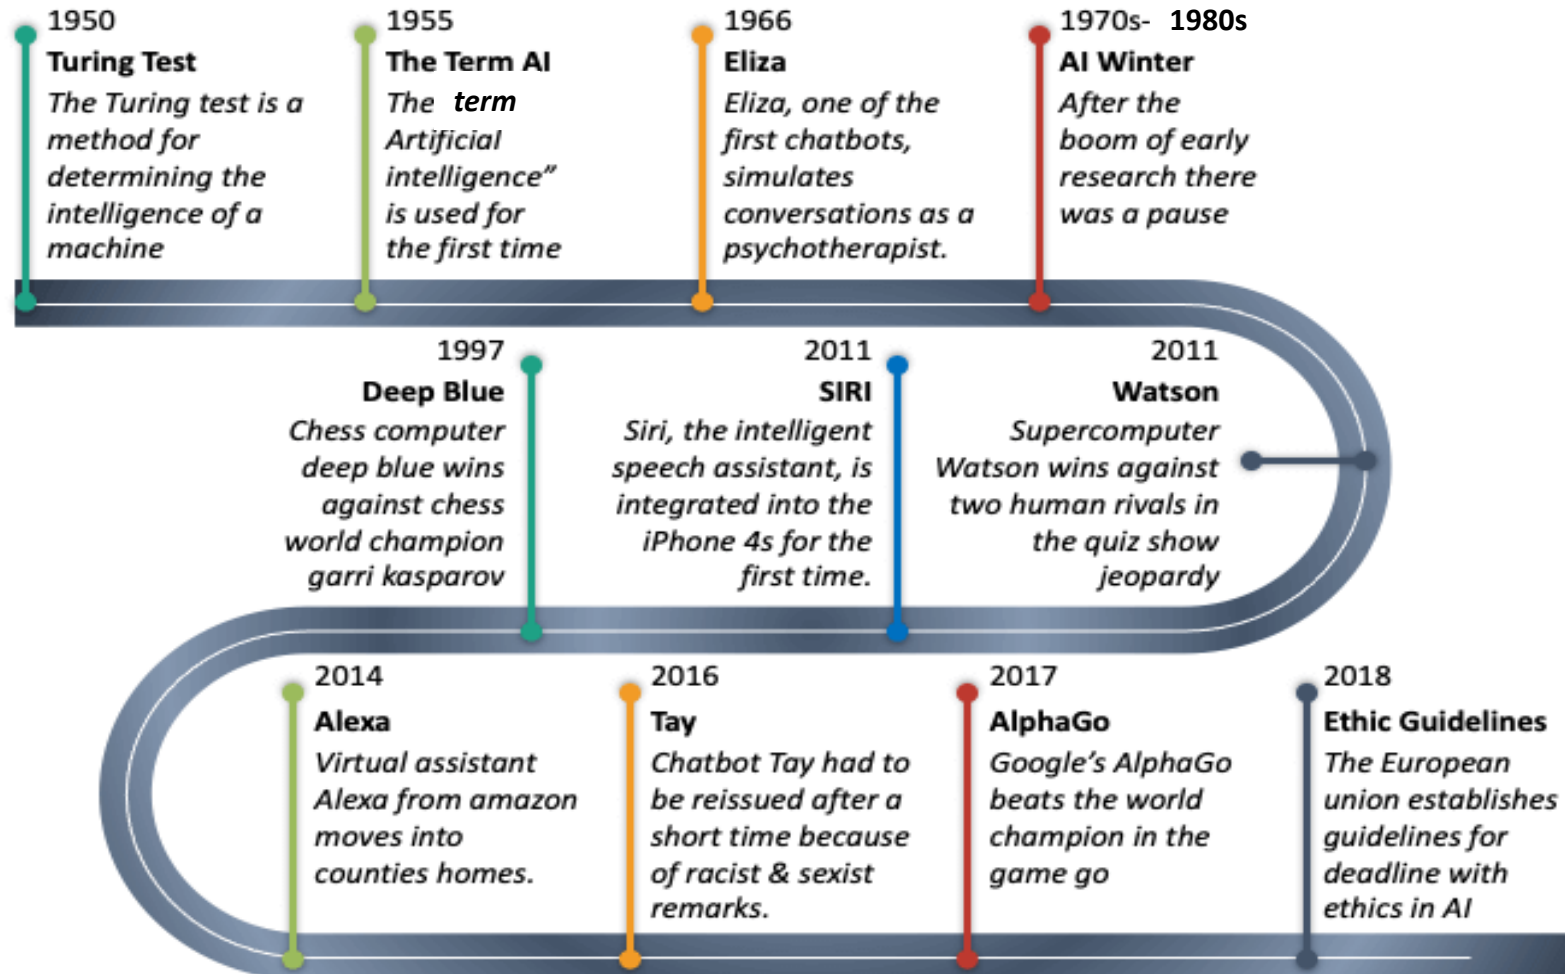 1950
Turing Test
The Turing test is a
method for
determining the
intelligence of a
machine
1955
The Term AI
The term
Artificial
intelligence”
is used for
the first time
1966
Eliza
Eliza, one of the
first chatbots,
simulates
conversations as a
psychotherapist.
1970s- 1980s
AI Winter
After the
boom of early
research there
was a pause
1997
Deep Blue
Chess computer
deep blue wins
against chess
world champion
garri kasparov
2011
SIRI
Siri, the intelligent
speech assistant, is
integrated into the
iPhone 4s for the
first time.
2011
Watson
Supercomputer
Watson wins against
two human rivals in
the quiz show
jeopardy
2014
Alexa
Virtual assistant
Alexa from amazon
moves into
counties homes.
2016
Tay
Chatbot Tay had to
be reissued after a
short time because
of racist & sexist
remarks.
2017
AlphaGo
Google’s AlphaGo
beats the world
champion in the
game go
2018
Ethic Guidelines
The European
union establishes
guidelines for
deadline with
ethics in AI